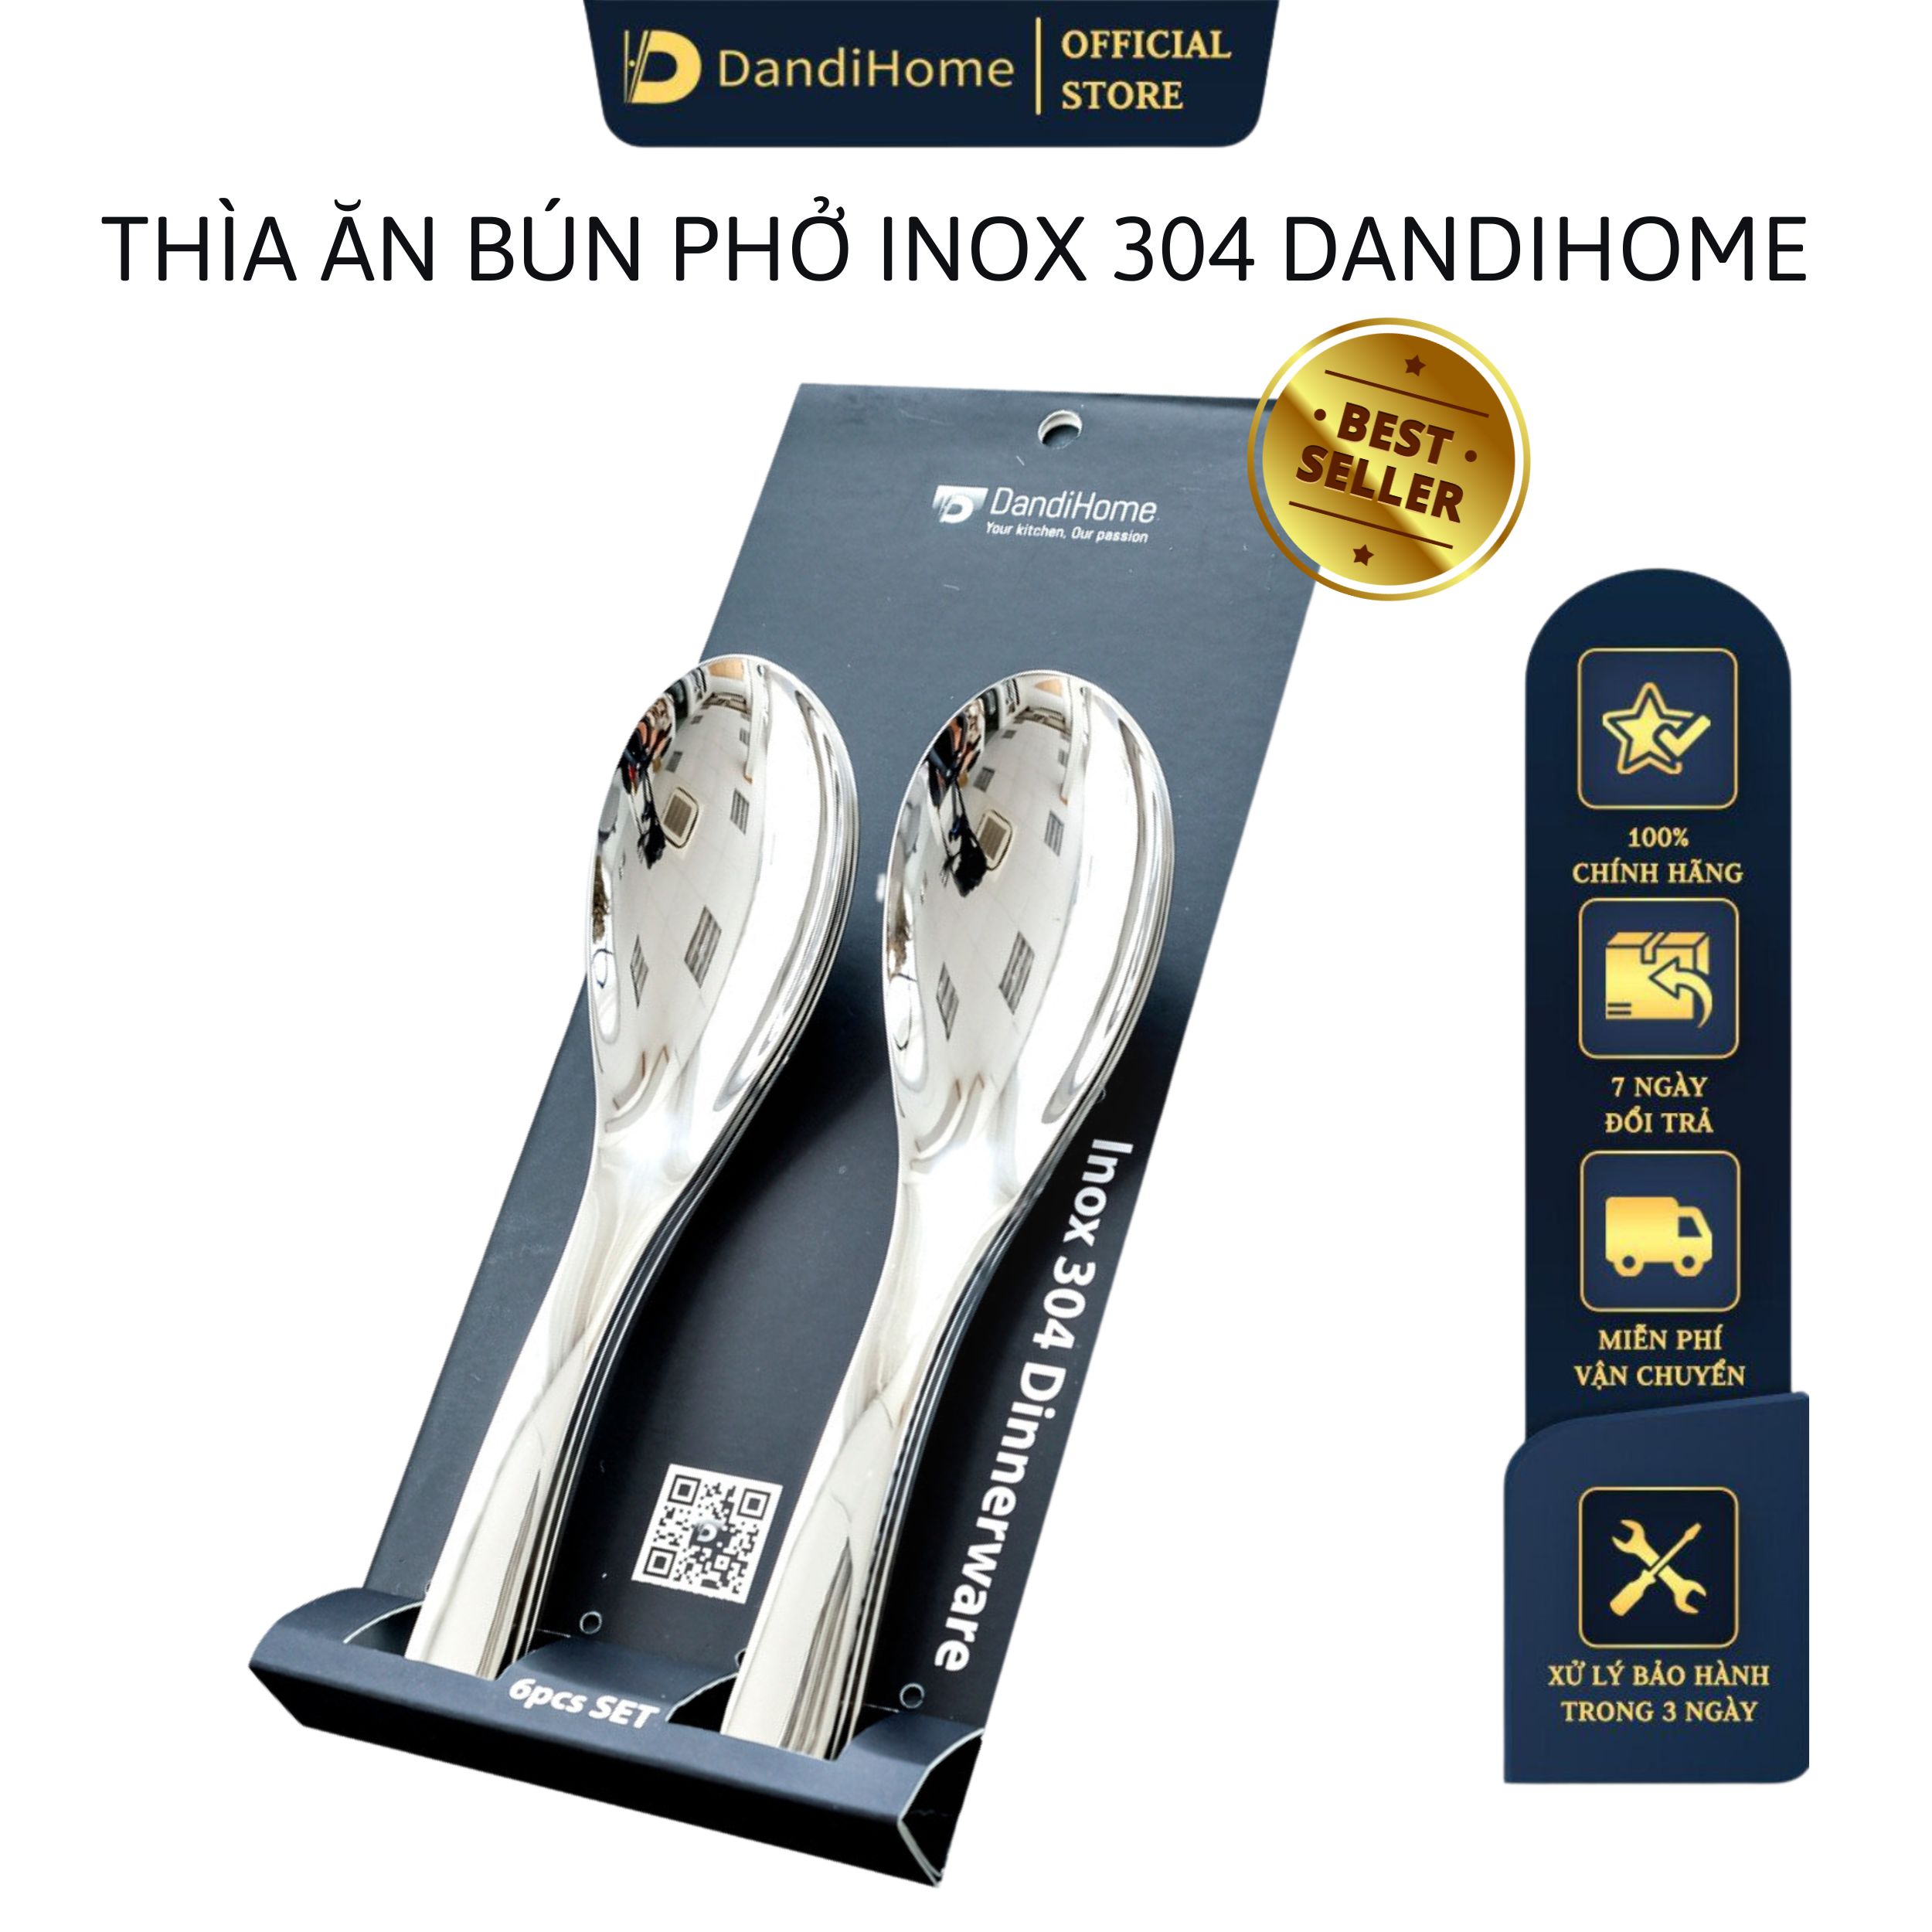 DandiHome
OFFICIAL
STORE
THÌA ĂN BÚN PHỞ INOX 304 DANDIHOME
BEST
SELLER
DandiHome
Your kitchen, Our passion
100%
CHÍNH HÃNG
7 NGÀY
ĐỔI TRẢ
MIỄN PHÍ
VẬN CHUYỂN
XỬ LÝ BẢO HÀNH
TRONG 3 NGÀY
Inox 304 Dinnerware
6pcs SET